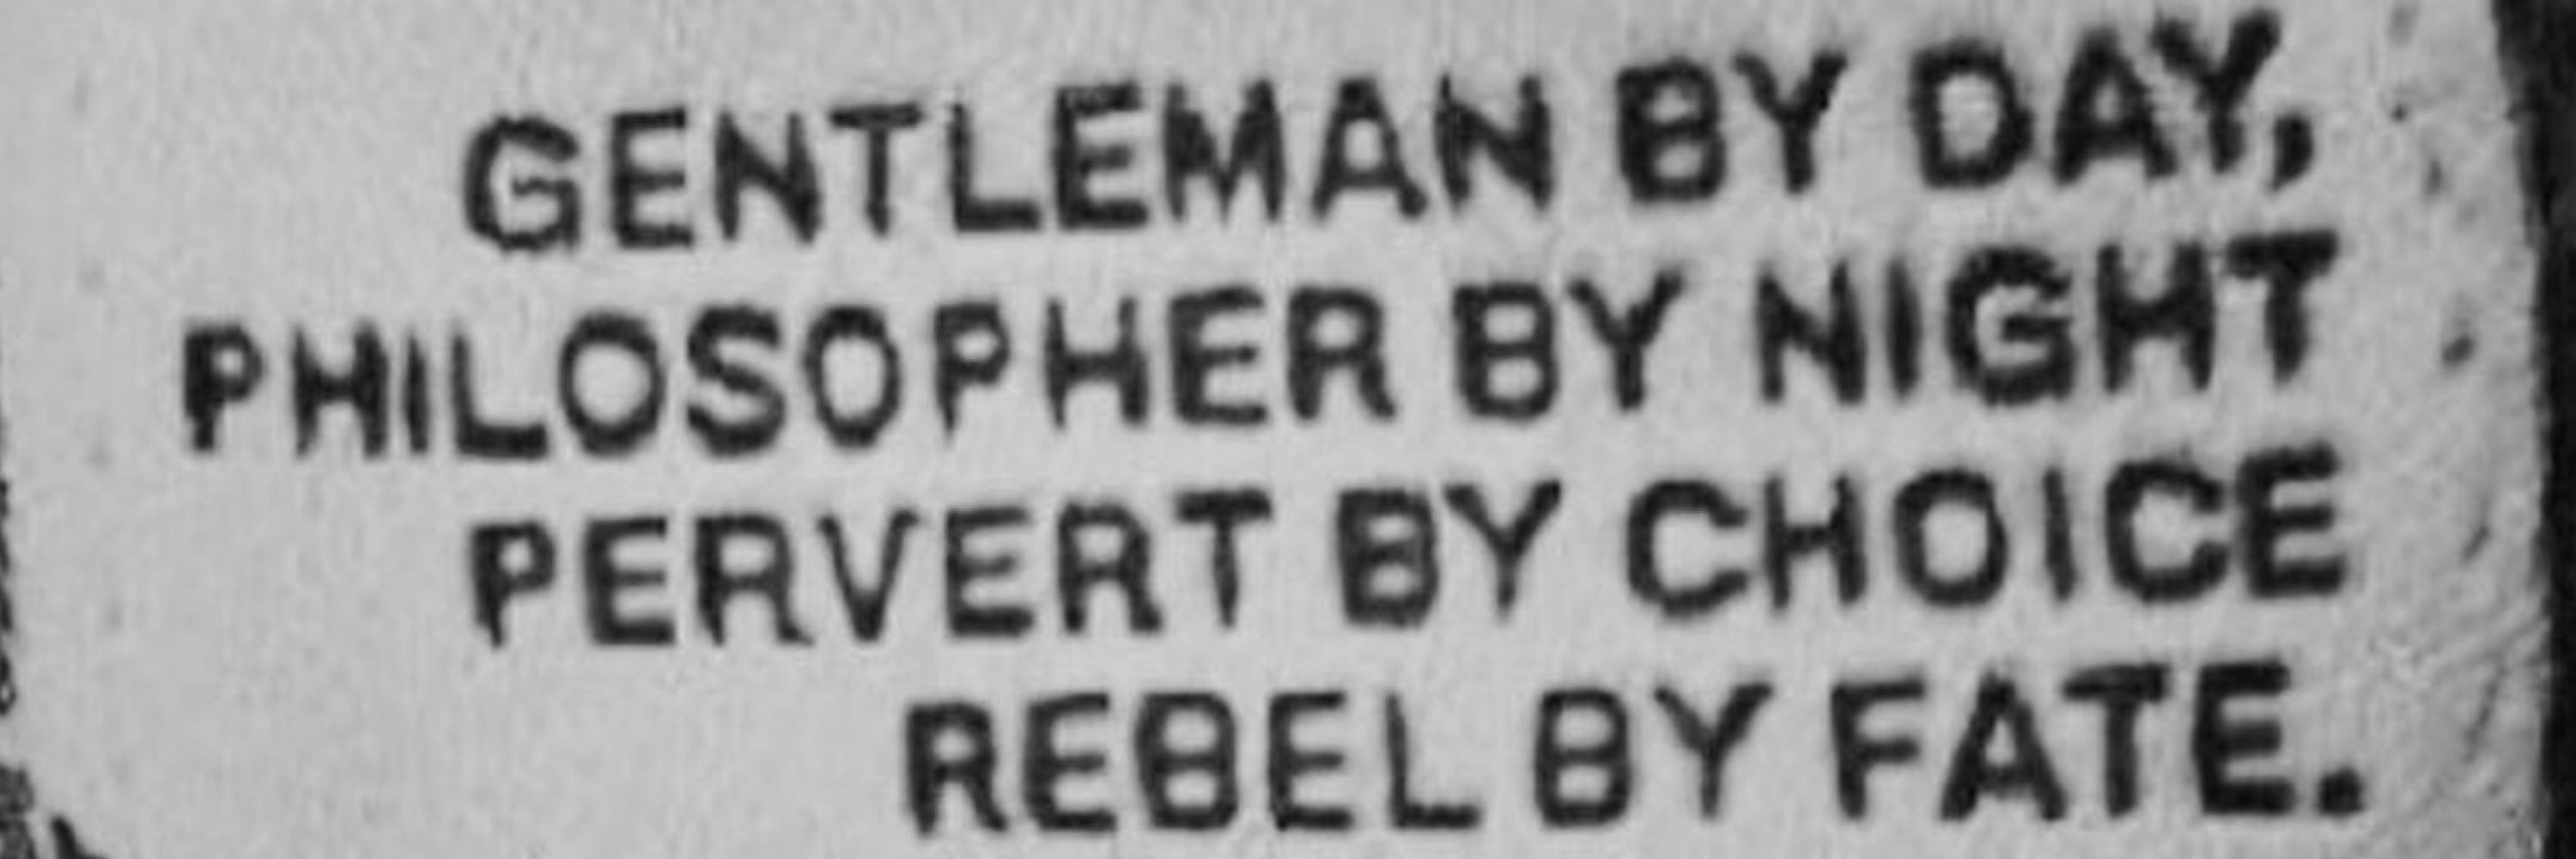 GENTLEMAN BY DAY,
PHILOSOPHER BY NIGHT
PERVERT BY CHOICE
REBEL BY FATE.